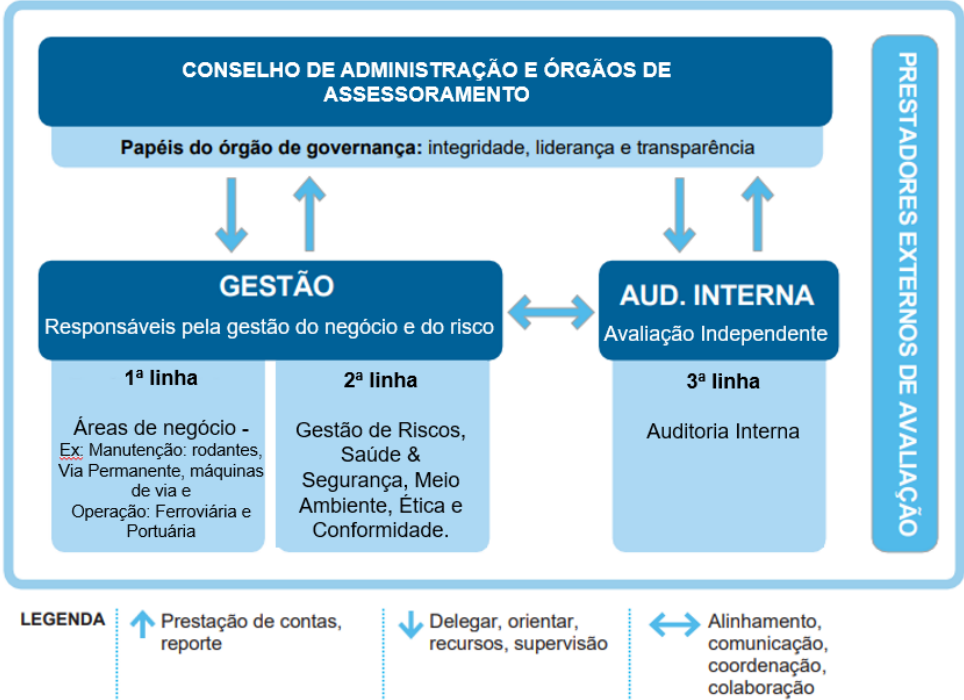 CONSELHO DE ADMINISTRAÇÃO E ÓRGÃOS DE
ASSESSORAMENTO
Papéis do órgão de governança: integridade, liderança e transparência
GESTÃO
Responsáveis pela gestão do negócio e do risco
1ª linha
Áreas de negócio -
Ex: Manutenção: rodantes,
Via Permanente, máquinas
de via e
Operação: Ferroviária e
Portuária
2ª linha
Gestão de Riscos,
Saúde &
Segurança, Meio
Ambiente, Ética e
Conformidade.
AUD. INTERNA
Avaliação Independente
3ª linha
Auditoria Interna
PRESTADORES EXTERNOS DE AVALIAÇÃO
LEGENDA
Prestação de contas,
reporte
Delegar, orientar,
recursos, supervisão
Alinhamento,
comunicação,
coordenação,
colaboração